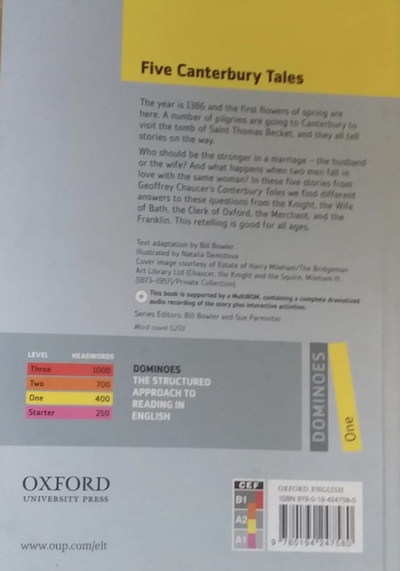 Five Canterbury Tales
The year is 1386 and the first flowers of spring are
here. A number of pilgrims are going to Canterbury to
visit the tomb of Saint Thomas Becket, and they all tell
stories on the way.
Who should be the stronger in a marriage – the husband
or the wife? And what happens when two men fall in
love with the same woman? In these five stories from
Geoffrey Chaucer's Canterbury Tales we find different
answers to these questions from the Knight, the Wife
of Bath, the Clerk of Oxford, the Merchant, and the
Franklin. This retelling is good for all ages.
Text adaptation by Bill Bowler
Illustrated by Natalia Demidova
Cover image courtesy of Estate of Harry Mileham/The Bridgeman
Art Library Ltd (Chaucer, the Knight and the Squire, Mileham H.
(1873–1957)/Private Collection)
This book is supported by a MultiROM, containing a complete dramatized
audio recording of the story plus interactive activities.
Series Editors: Bill Bowler and Sue Parminter
Word count 5,203
LEVEL HEADWORDS
Three 1000
Two 700
One 400
Starter 250
DOMINOES
THE STRUCTURED
APPROACH TO
READING IN
ENGLISH
DOMINOES
One
OXFORD
UNIVERSITY PRESS
www.oup.com/elt
CEF
B1
A2
A1
OXFORD ENGLISH
ISBN 978-0-19-424758-0
9 780194 247580